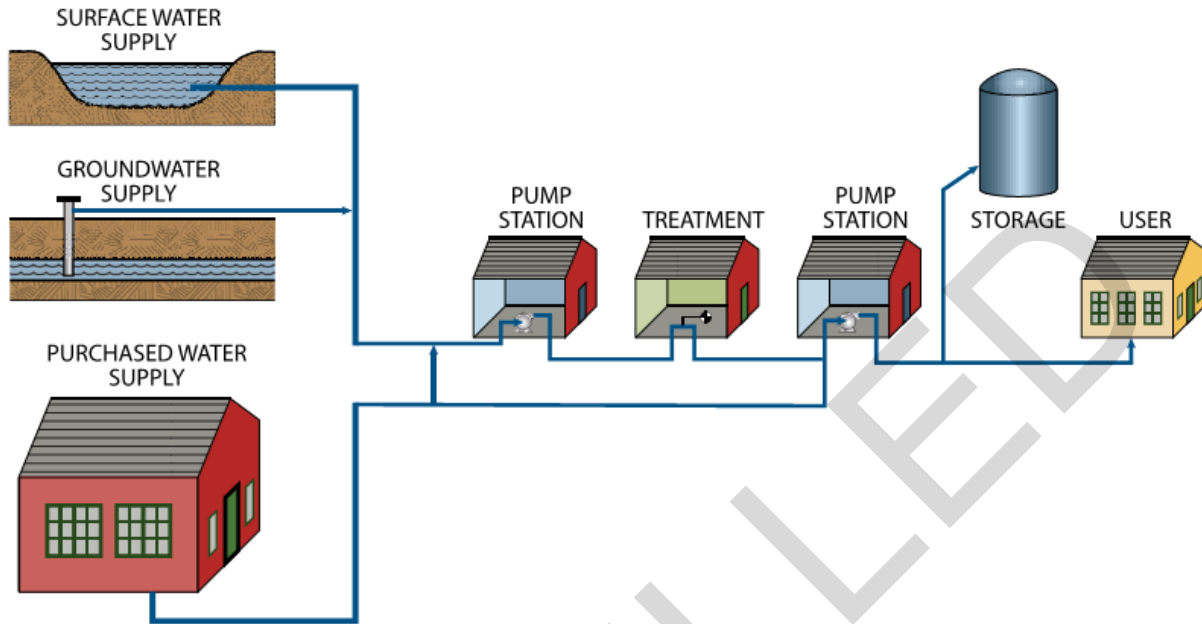 SURFACE WATER
SUPPLY
GROUNDWATER
SUPPLY
PURCHASED WATER
SUPPLY
PUMP
STATION
TREATMENT
PUMP
STATION
STORAGE
USER
LED